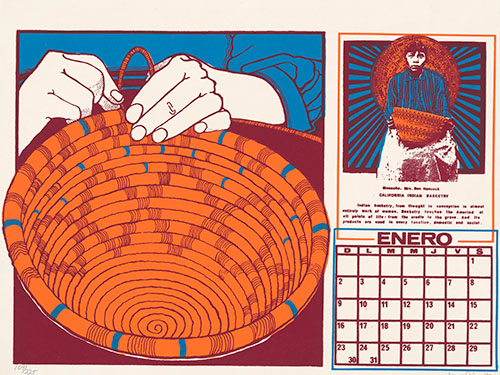 Monache. Mrs. Dan Hancock
CALIFORNIA INDIAN BASKETRY
Indian basketry, from thought to conception is almost
entirely work of women. Basketry touches the Amerind at
all points of life-from the cradle to the grave. And its
products are used in every function, domestic and social.
ENERO
D L M M J V S
1
2 3 4 5 6 7 8
9 10 11 12 13 14 15
16 17 18 19 20 21 22
23 24 25 26 27 28 29
30 31